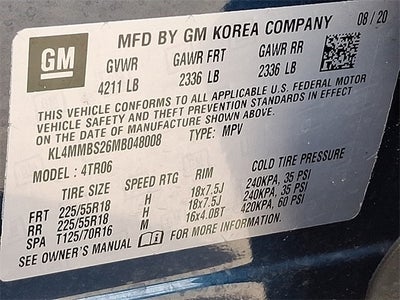 MFD BY GM KOREA COMPANY 08/20
GM
GVWR GAWR FRT GAWR RR
4211 LB 2336 LB 2336 LB
THIS VEHICLE CONFORMS TO ALL APPLICABLE U.S. FEDERAL MOTOR
VEHICLE SAFETY AND THEFT PREVENTION STANDARDS IN EFFECT ON
THE DATE OF MANUFACTURE SHOWN ABOVE.
KL4MMBS26MB048008 TYPE: MPV
MODEL: 4TR06
TIRE SIZE SPEED RTG RIM COLD TIRE PRESSURE
FRT 225/55R18 H 18x7.5J 240KPA, 35 PSI
RR 225/55R18 H 18x7.5J 240KPA, 35 PSI
SPA T125/70R16 M 16x4.0BT 420KPA, 60 PSI
SEE OWNER'S MANUAL FOR MORE INFORMATION.